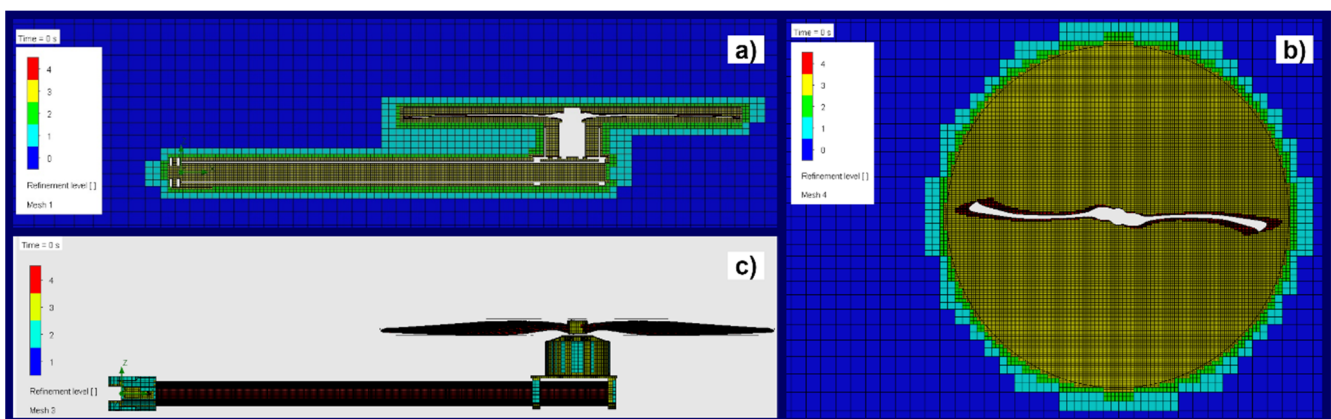 Time = 0 s
4
3
2
1
0
Refinement level [ ]
Mesh 1
a)
Time = 0 s
4
3
2
1
Refinement level [ ]
Mesh 3
c)
Z
Time = 0 s
4
3
2
1
0
Refinement level [ ]
Mesh 4
b)